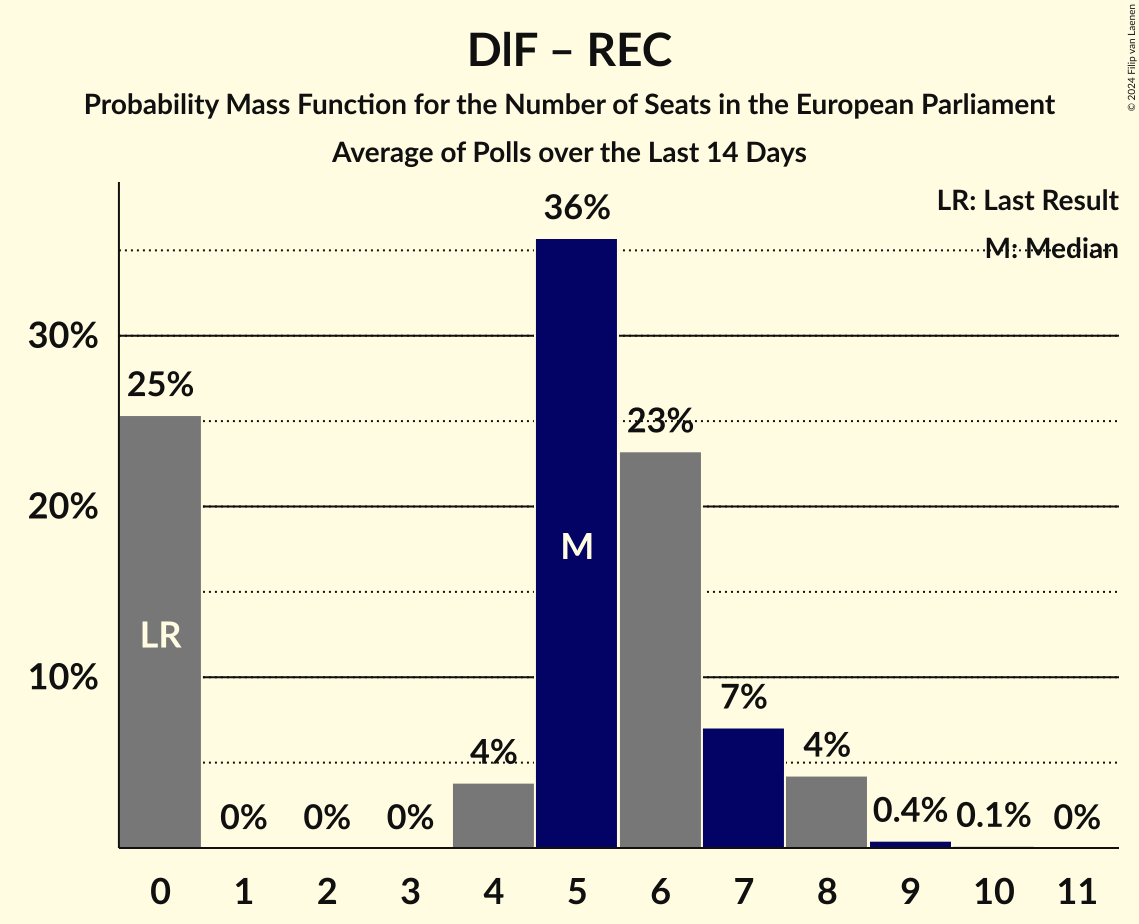 DIF – REC
Probability Mass Function for the Number of Seats in the European Parliament
Average of Polls over the Last 14 Days
© 2024 Filip van Laenen
LR: Last Result
M: Median
30%
20%
10%
25%
0%
0%
0%
4%
36%
23%
7%
4%
0.4%
0.1%
0%
LR
M
0 1 2 3 4 5 6 7 8 9 10 11